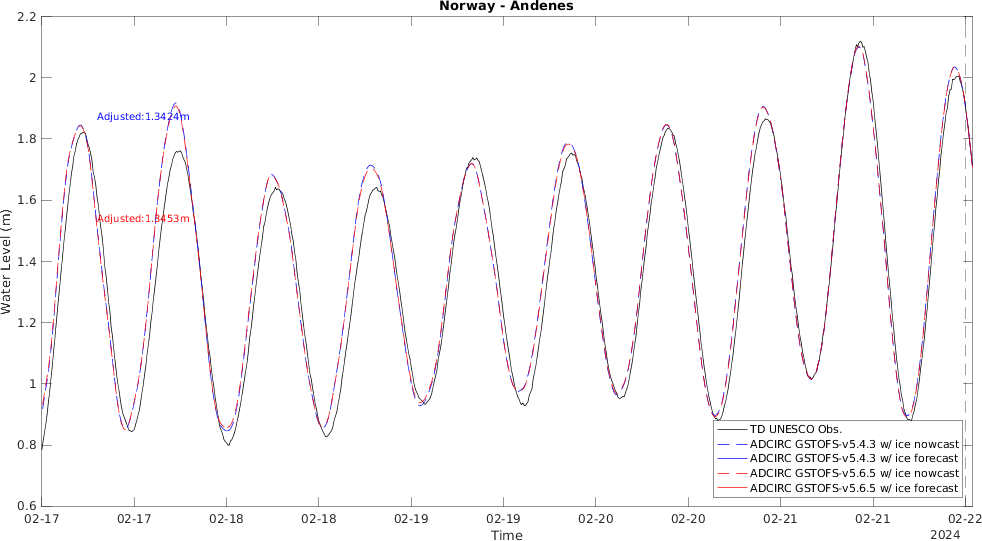 Norway - Andenes
2.2
2
1.8
1.6
1.4
1.2
1
0.8
0.6
Water Level (m)
Adjusted:1.3424m
Adjusted:1.3453m
TD UNESCO Obs.
ADCIRC GSTOFS-v5.4.3 w/ ice nowcast
ADCIRC GSTOFS-v5.4.3 w/ ice forecast
ADCIRC GSTOFS-v5.6.5 w/ ice nowcast
ADCIRC GSTOFS-v5.6.5 w/ ice forecast
02-17 02-17 02-18 02-18 02-19 02-19 02-20 02-20 02-21 02-21 02-22
Time
2024